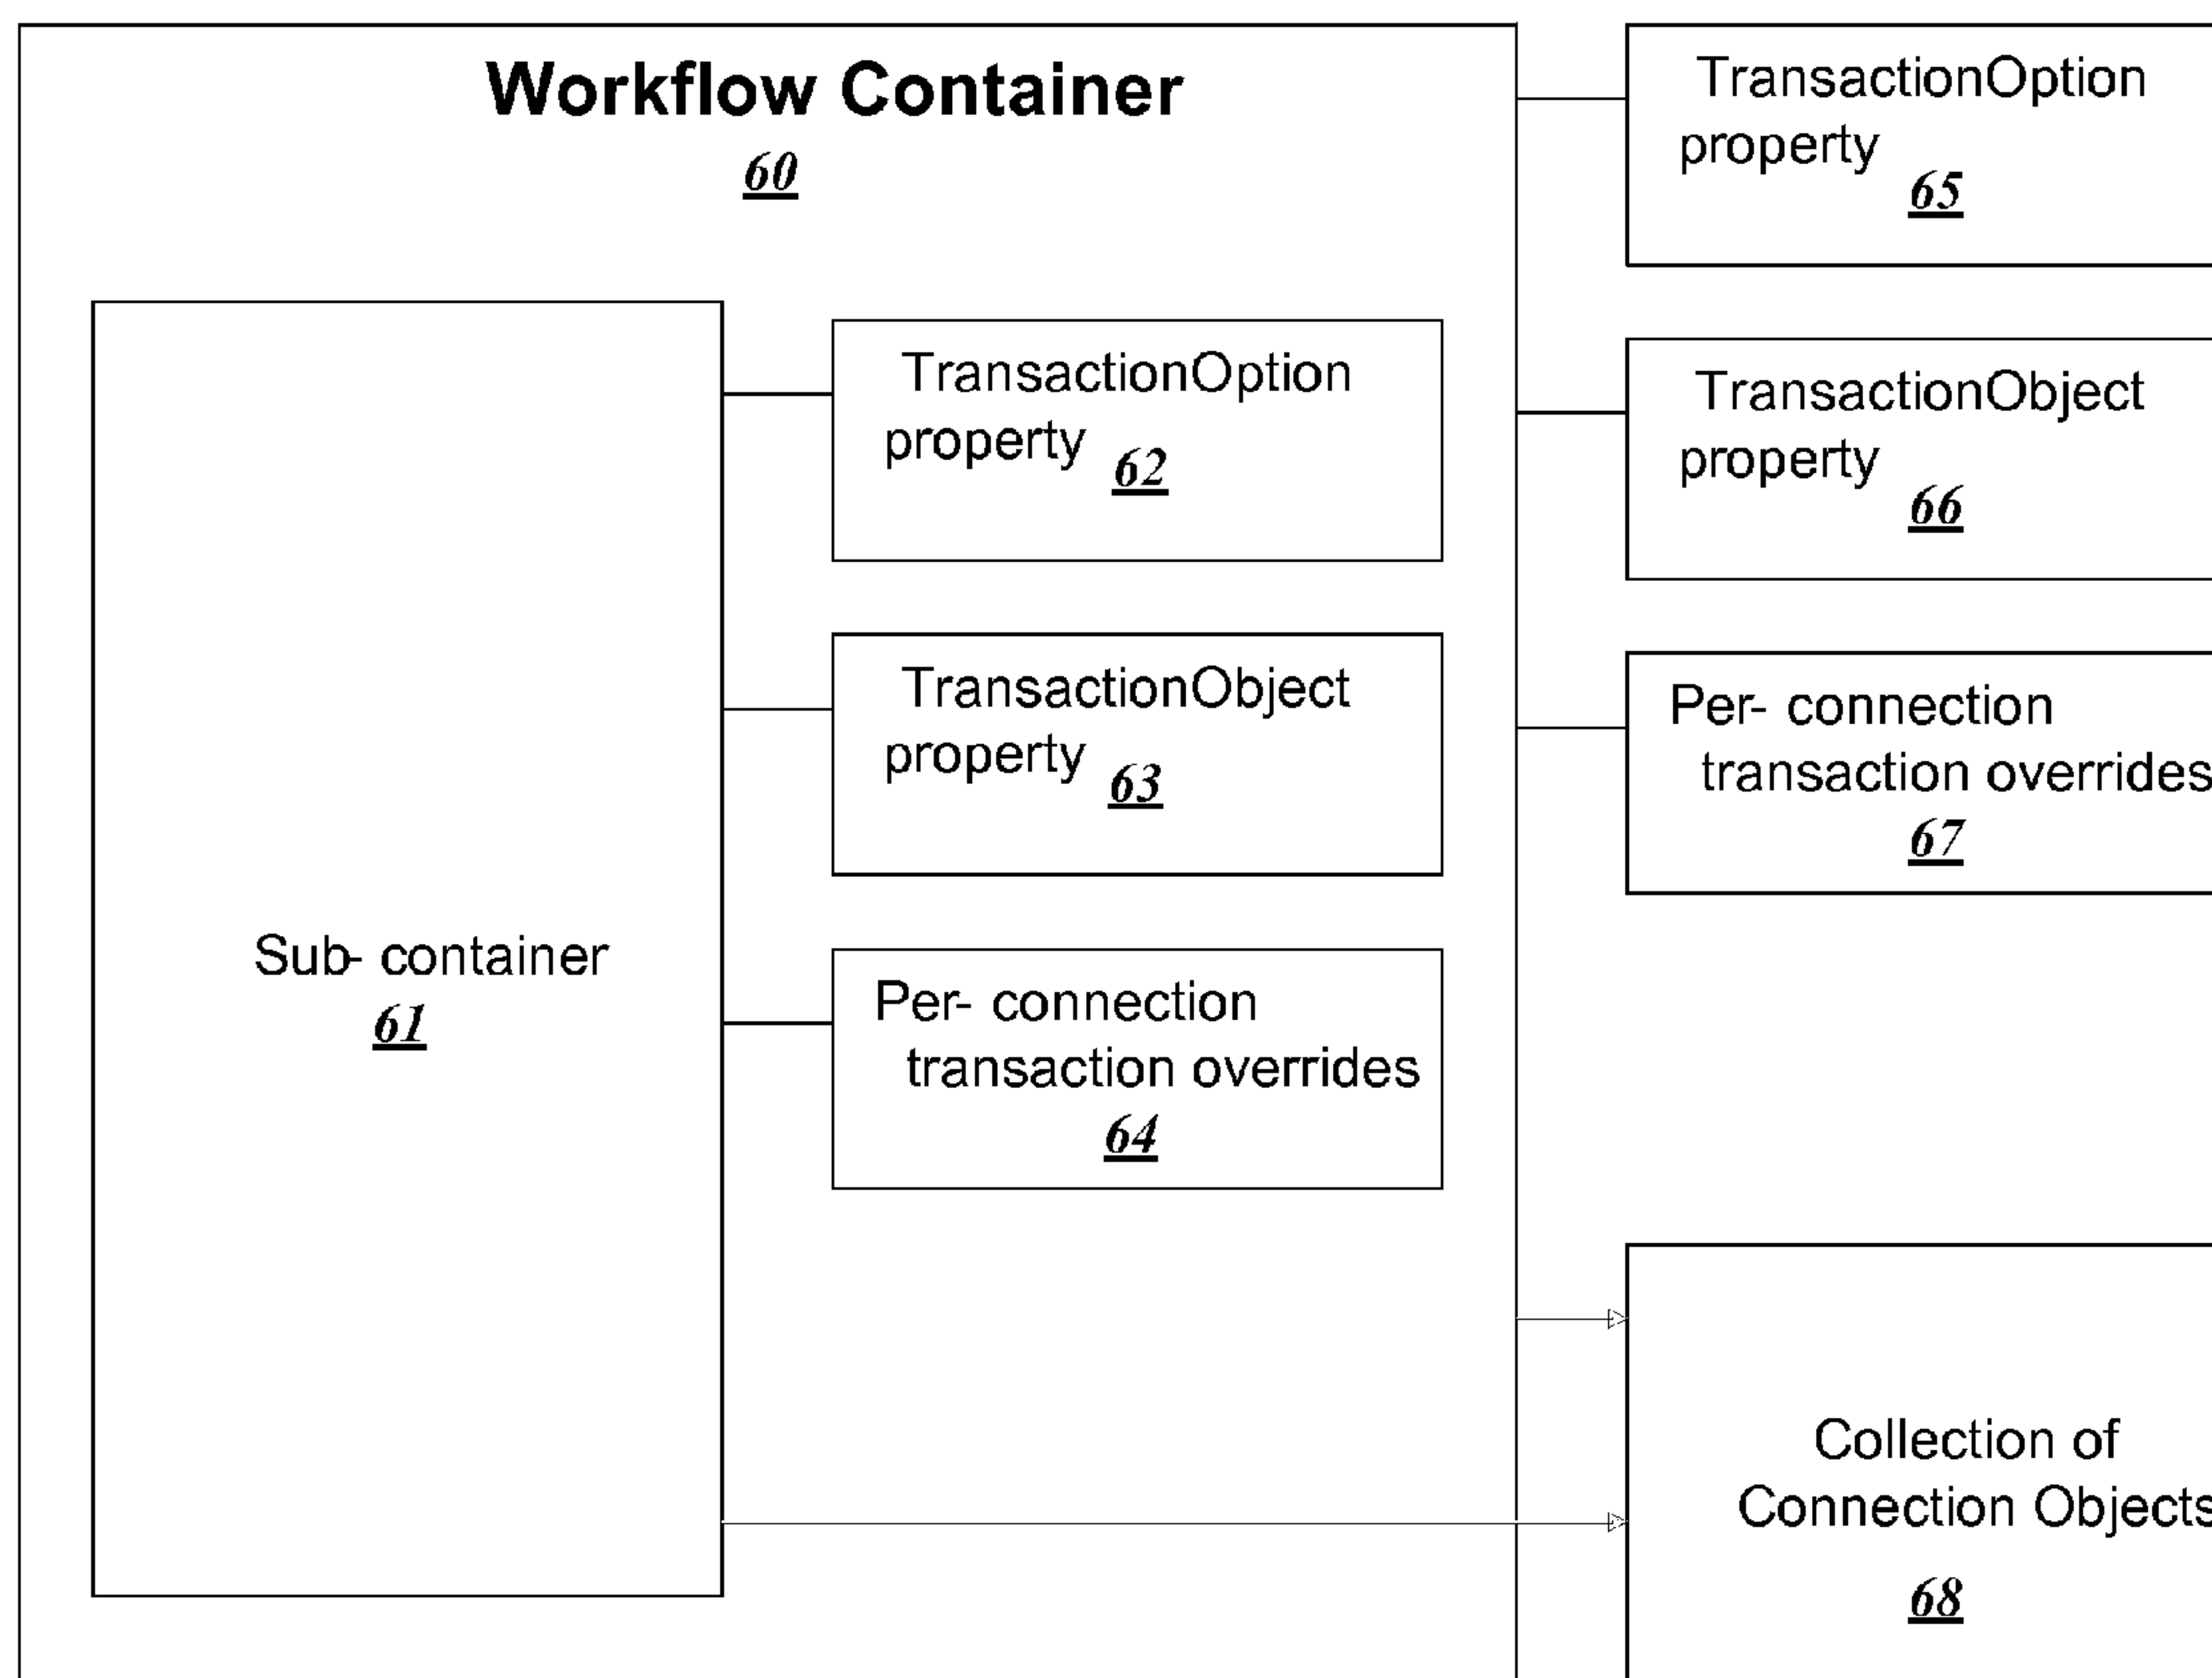 Workflow Container
60
TransactionOption
property 65
TransactionOption
property 62
TransactionObject
property 66
TransactionObject
property 63
Per- connection
transaction overrides
67
Sub- container
61
Per- connection
transaction overrides
64
Collection of
Connection Objects
68